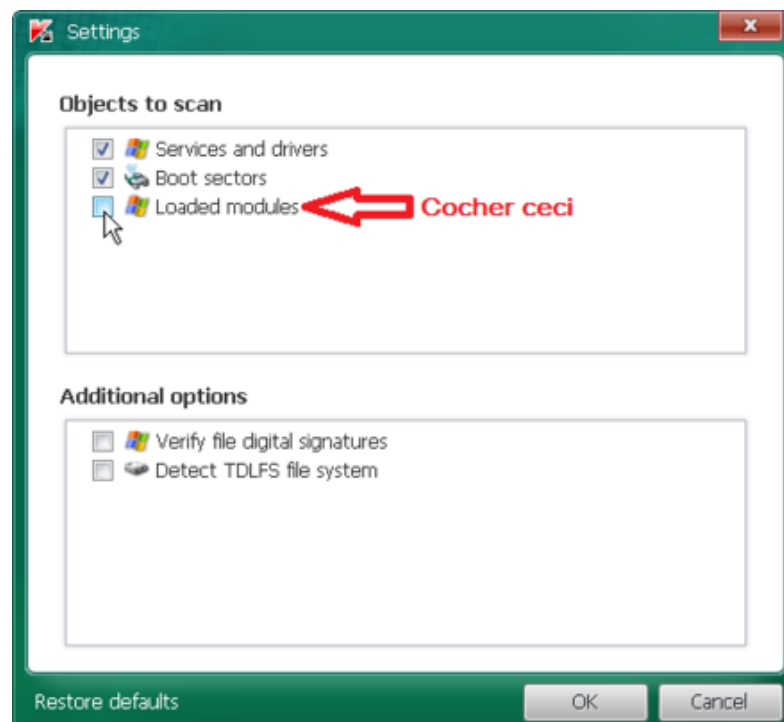 Settings
Objects to scan
Services and drivers
Boot sectors
Loaded modules Cocher ceci
Additional options
Verify file digital signatures
Detect TDLFS file system
Restore defaults OK Cancel